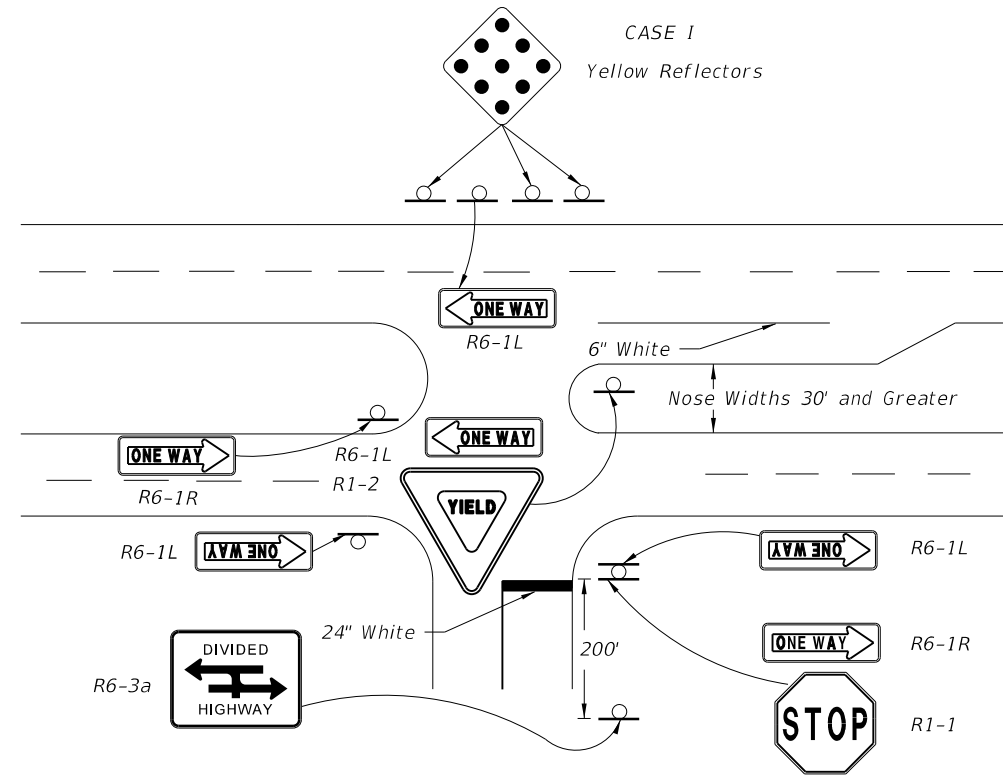 CASE I
Yellow Reflectors
ONE WAY
R6-1L
6" White
Nose Widths 30' and Greater
ONE WAY
R6-1L
ONE WAY
R6-1R
R1-2
YIELD
R6-1L
ONE WAY
ONE WAY
R6-1L
24" White
200'
ONE WAY
R6-1R
R6-3a
DIVIDED
HIGHWAY
STOP
R1-1